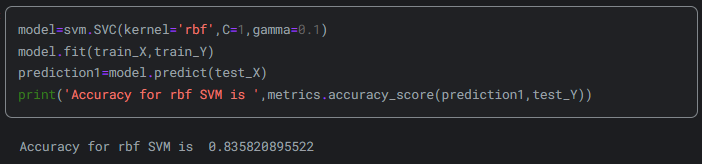 model=svm.SVC(kernel='rbf',C=1,gamma=0.1)
model.fit(train_X,train_Y)
prediction1=model.predict(test_X)
print('Accuracy for rbf SVM is ',metrics.accuracy_score(prediction1,test_Y))
Accuracy for rbf SVM is  0.835820895522